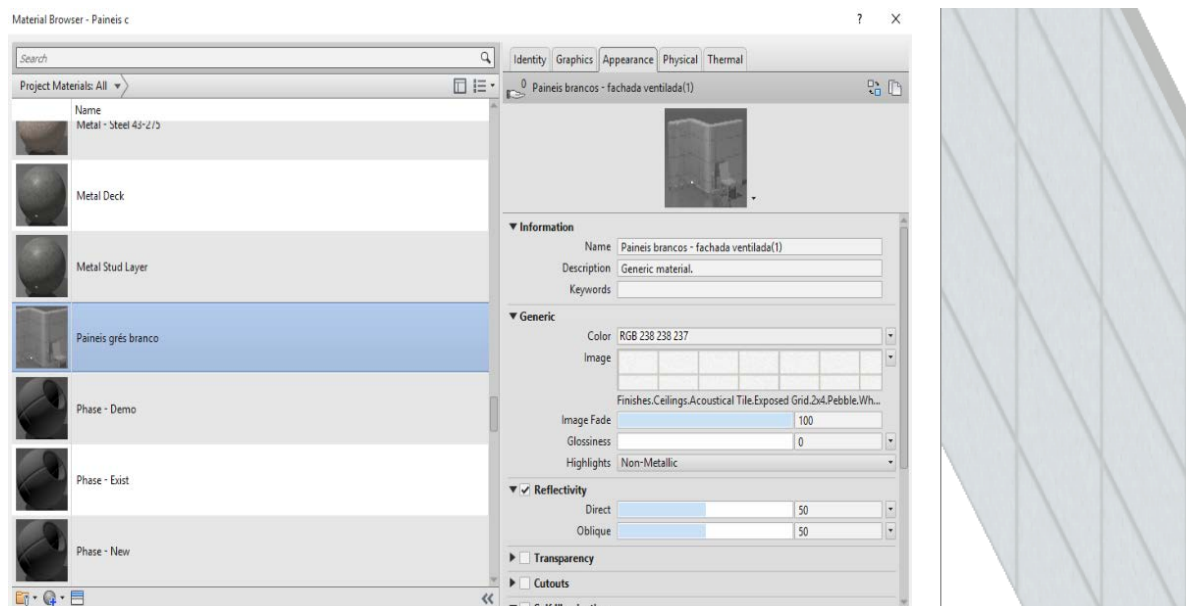 Material Browser - Paineis c
? X
Search
Project Materials: All
Name
Metal - Steel 43-275
Metal Deck
Metal Stud Layer
Paineis grés branco
Phase - Demo
Phase - Exist
Phase - New
Identity Graphics Appearance Physical Thermal
0 Paineis brancos - fachada ventilada(1)
Information
Name Paineis brancos - fachada ventilada(1)
Description Generic material.
Keywords
Generic
Color RGB 238 238 237
Image
Finishes.Ceilings.Acoustical Tile.Exposed Grid.2x4.Pebble.Wh...
Image Fade 100
Glossiness 0
Highlights Non-Metallic
Reflectivity
Direct 50
Oblique 50
Transparency
Cutouts